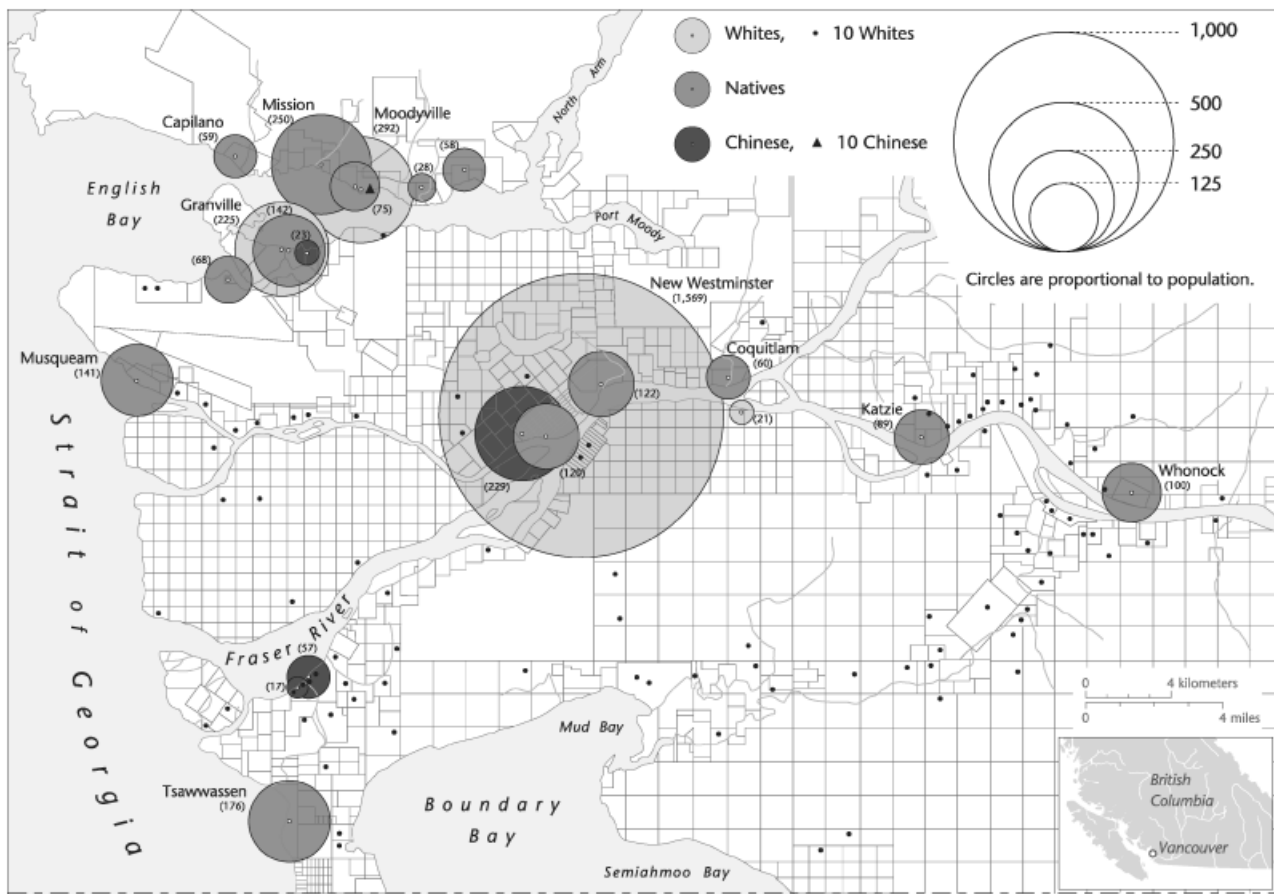 Whites, • 10 Whites
Natives
Chinese, ▲ 10 Chinese
1,000
500
250
125
Circles are proportional to population.
North Arm
Mission
(250)
Moodyville
(292)
Capilano
(59)
(58)
(28)
(75)
English
Bay
Granville
(225)
(142)
(23)
(68)
Port Moody
New Westminster
(1,569)
Musqueam
(141)
Coquitlam
(60)
(21)
(122)
(120)
(229)
Katzie
(89)
Whonock
(100)
Strait of Georgia
Fraser River
(57)
(17)
Tsawwassen
(176)
Mud Bay
Boundary
Bay
Semiahmoo Bay
0 4 kilometers
0 4 miles
British
Columbia
Vancouver